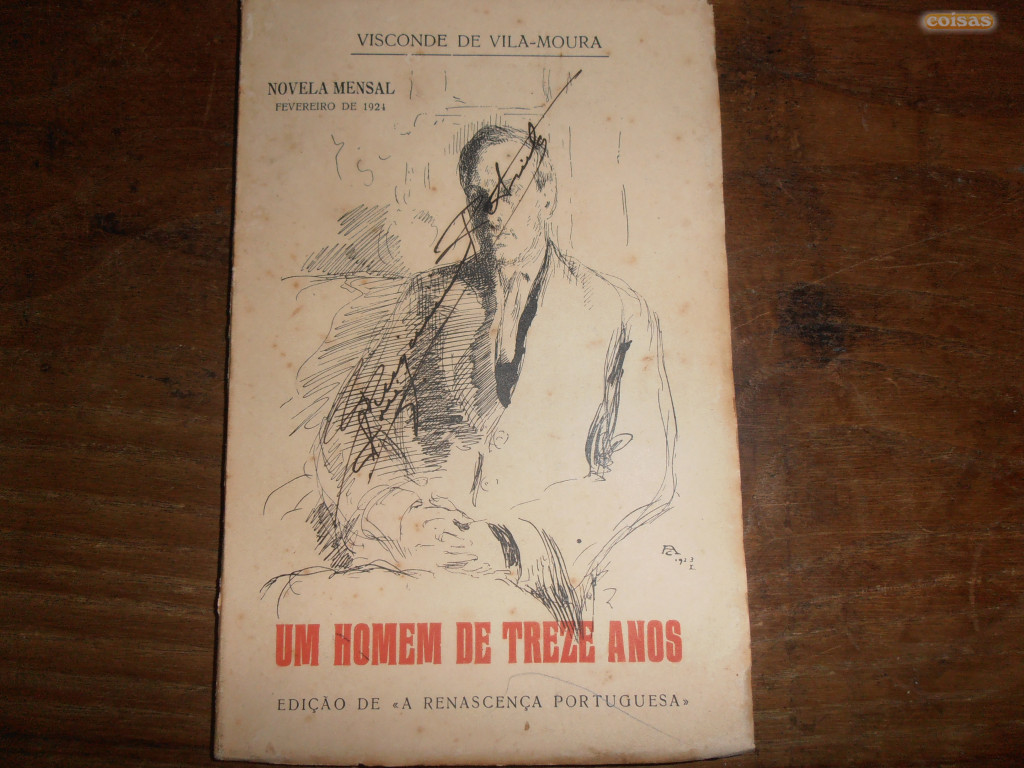 VISCONDE DE VILA-MOURA
NOVELA MENSAL
FEVEREIRO DE 1924
UM HOMEM DE TREZE ANOS
EDIÇÃO DE «A RENASCENÇA PORTUGUESA»
coisas